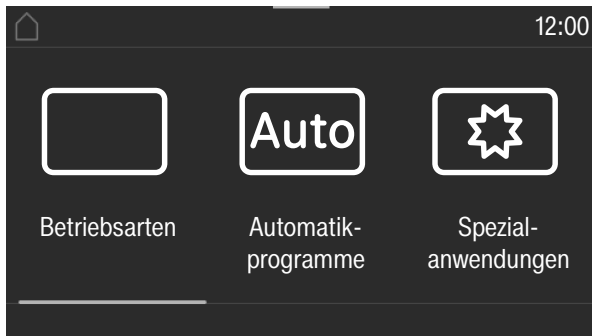 12:00
Auto
Betriebsarten
Automatik-
programme
Spezial-
anwendungen